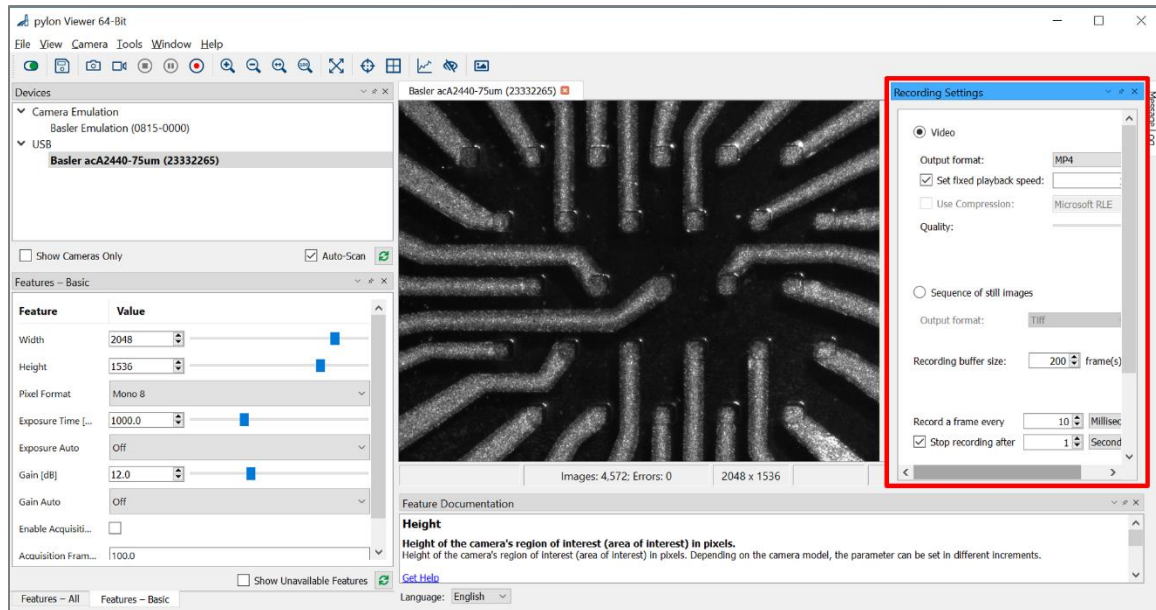 pylon Viewer 64-Bit
File View Camera Tools Window Help
Devices
Camera Emulation
Basler Emulation (0815-0000)
USB
Basler acA2440-75um (23332265)
Show Cameras Only
Auto-Scan
Features – Basic
Feature Value
Width 2048
Height 1536
Pixel Format Mono 8
Exposure Time [... 1000.0
Exposure Auto Off
Gain [dB] 12.0
Gain Auto Off
Enable Acquisiti...
Acquisition Fram... 100.0
Show Unavailable Features
Features – All Features – Basic
Basler acA2440-75um (23332265)
Images: 4,572; Errors: 0 2048 x 1536
Feature Documentation
Height
Height of the camera's region of interest (area of interest) in pixels.
Height of the camera's region of interest (area of interest) in pixels. Depending on the camera model, the parameter can be set in different increments.
Get Help
Language: English
Recording Settings
Video
Output format: MP4
Set fixed playback speed:
Use Compression: Microsoft RLE
Quality:
Sequence of still images
Output format: Tiff
Recording buffer size: 200 frame(s)
Record a frame every 10 Millisec
Stop recording after 1 Second
Message Log